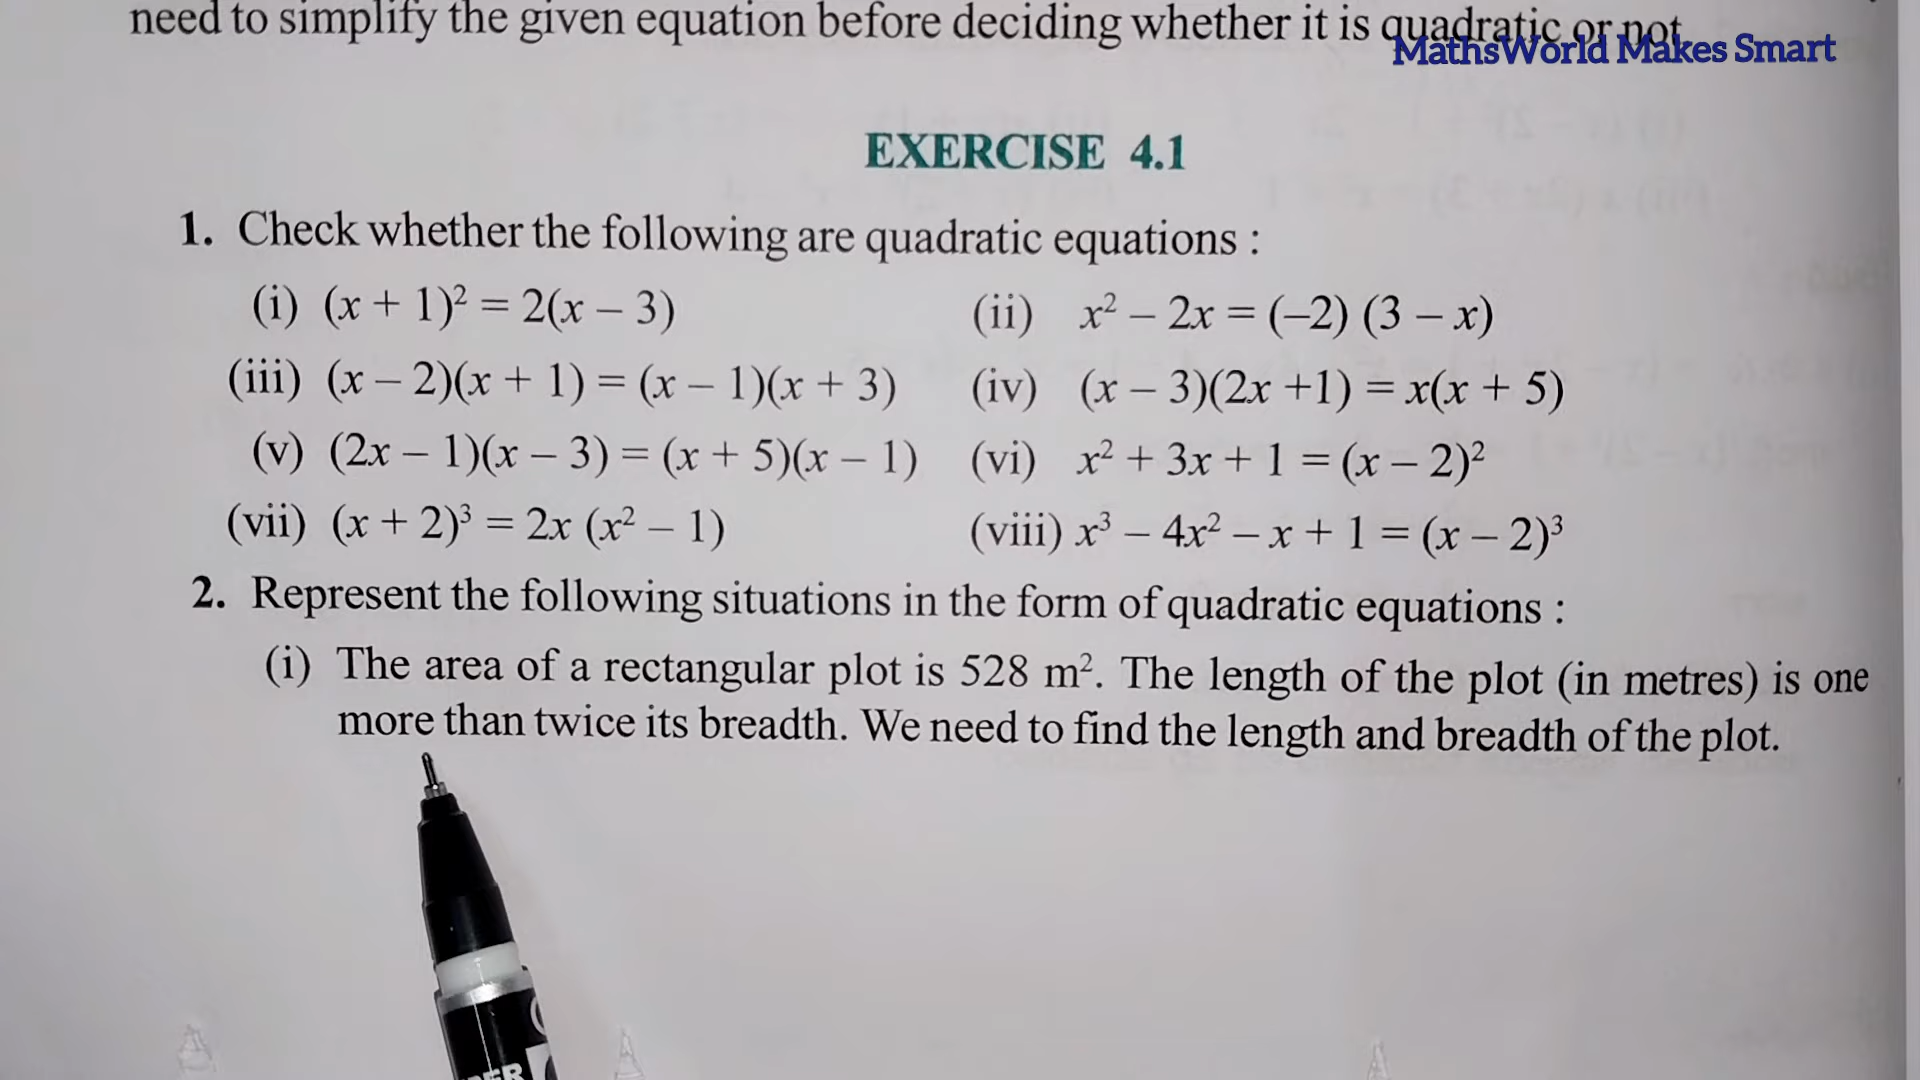 need to simplify the given equation before deciding whether it is quadratic or not
MathsWorld Makes Smart
EXERCISE 4.1
1. Check whether the following are quadratic equations :
(i) (x + 1)² = 2(x – 3) (ii) x² – 2x = (–2) (3 – x)
(iii) (x – 2)(x + 1) = (x – 1)(x + 3) (iv) (x – 3)(2x +1) = x(x + 5)
(v) (2x – 1)(x – 3) = (x + 5)(x – 1) (vi) x² + 3x + 1 = (x – 2)²
(vii) (x + 2)³ = 2x (x² – 1) (viii) x³ – 4x² – x + 1 = (x – 2)³
2. Represent the following situations in the form of quadratic equations :
(i) The area of a rectangular plot is 528 m². The length of the plot (in metres) is one
more than twice its breadth. We need to find the length and breadth of the plot.